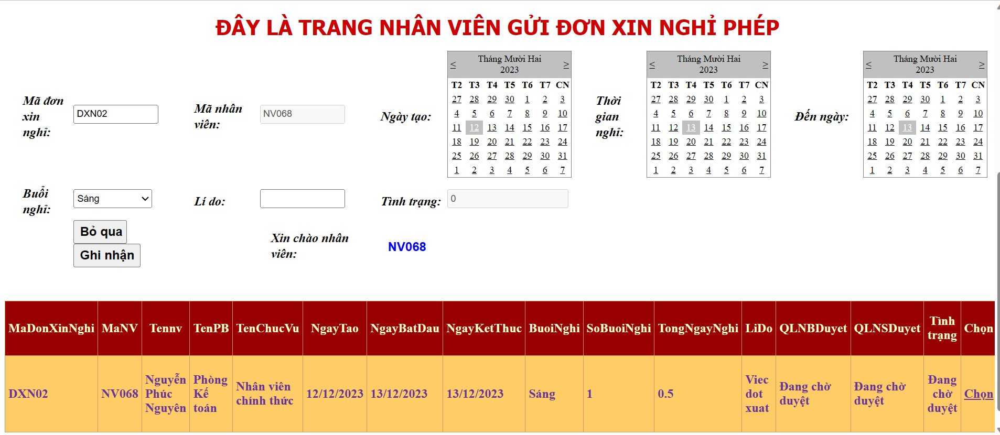 ĐÂY LÀ TRANG NHÂN VIÊN GỬI ĐƠN XIN NGHỈ PHÉP
Mã đơn
xin
nghỉ:
DXN02
Mã nhân
viên:
NV068
Ngày tạo:
< Tháng Mười Hai
2023 >
T2 T3 T4 T5 T6 T7 CN
27 28 29 30 1 2 3
4 5 6 7 8 9 10
11 12 13 14 15 16 17
18 19 20 21 22 23 24
25 26 27 28 29 30 31
1 2 3 4 5 6 7
Thời
gian
nghỉ:
< Tháng Mười Hai
2023 >
T2 T3 T4 T5 T6 T7 CN
27 28 29 30 1 2 3
4 5 6 7 8 9 10
11 12 13 14 15 16 17
18 19 20 21 22 23 24
25 26 27 28 29 30 31
1 2 3 4 5 6 7
Đến ngày:
< Tháng Mười Hai
2023 >
T2 T3 T4 T5 T6 T7 CN
27 28 29 30 1 2 3
4 5 6 7 8 9 10
11 12 13 14 15 16 17
18 19 20 21 22 23 24
25 26 27 28 29 30 31
1 2 3 4 5 6 7
Buổi
nghỉ:
Sáng
Lí do:
Tình trạng:
0
Bỏ qua
Ghi nhận
Xin chào nhân
viên:
NV068
MaDonXinNghi MaNV Tennv TenPB TenChucVu NgayTao NgayBatDau NgayKetThuc BuoiNghi SoBuoiNghi TongNgayNghi LiDo QLNBDuyet QLNSDuyet Tình
trạng Chọn
DXN02
NV068
Nguyễn
Phúc
Nguyên
Phòng
Kế
toán
Nhân viên
chính thức
12/12/2023
13/12/2023
13/12/2023
Sáng
1
0.5
Viec
dot
xuat
Đang chờ
duyệt
Đang chờ
duyệt
Đang
chờ
duyệt
Chọn